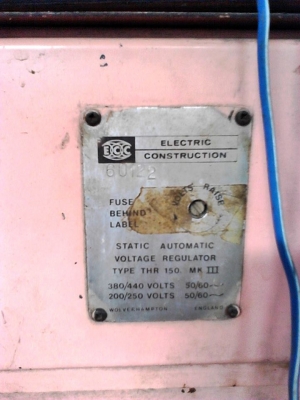 ECC
ELECTRIC
CONSTRUCTION
FUSE
BEHIND
LABEL
VOLTS RAISE
STATIC AUTOMATIC
VOLTAGE REGULATOR
TYPE THR 150. MK III
380/440 VOLTS 50/60~
200/250 VOLTS 50/60~
WOLVERHAMPTON ENGLAND